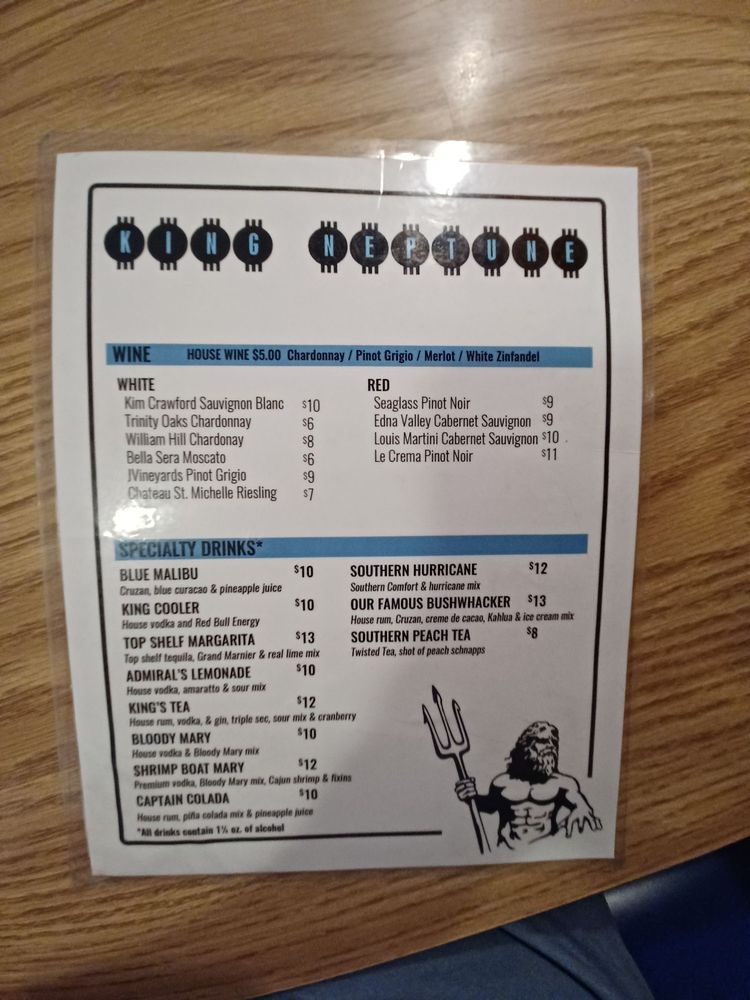 KING NEPTUNE
WINE HOUSE WINE $5.00 Chardonnay / Pinot Grigio / Merlot / White Zinfandel
WHITE
Kim Crawford Sauvignon Blanc $10
Trinity Oaks Chardonnay $6
William Hill Chardonay $8
Bella Sera Moscato $6
JVineyards Pinot Grigio $9
Chateau St. Michelle Riesling $7
RED
Seaglass Pinot Noir $9
Edna Valley Cabernet Sauvignon $9
Louis Martini Cabernet Sauvignon $10
Le Crema Pinot Noir $11
SPECIALTY DRINKS*
BLUE MALIBU $10
Cruzan, blue curacao & pineapple juice
KING COOLER $10
House vodka and Red Bull Energy
TOP SHELF MARGARITA $13
Top shelf tequila, Grand Marnier & real lime mix
ADMIRAL'S LEMONADE $10
House vodka, amaratto & sour mix
KING'S TEA $12
House rum, vodka, & gin, triple sec, sour mix & cranberry
BLOODY MARY $10
House vodka & Bloody Mary mix
SHRIMP BOAT MARY $12
Premium vodka, Bloody Mary mix, Cajun shrimp & fixins
CAPTAIN COLADA $10
House rum, piña colada mix & pineapple juice
*All drinks contain 1½ oz. of alcohol
SOUTHERN HURRICANE $12
Southern Comfort & hurricane mix
OUR FAMOUS BUSHWHACKER $13
House rum, Cruzan, creme de cacao, Kahlua & ice cream mix
SOUTHERN PEACH TEA $8
Twisted Tea, shot of peach schnapps